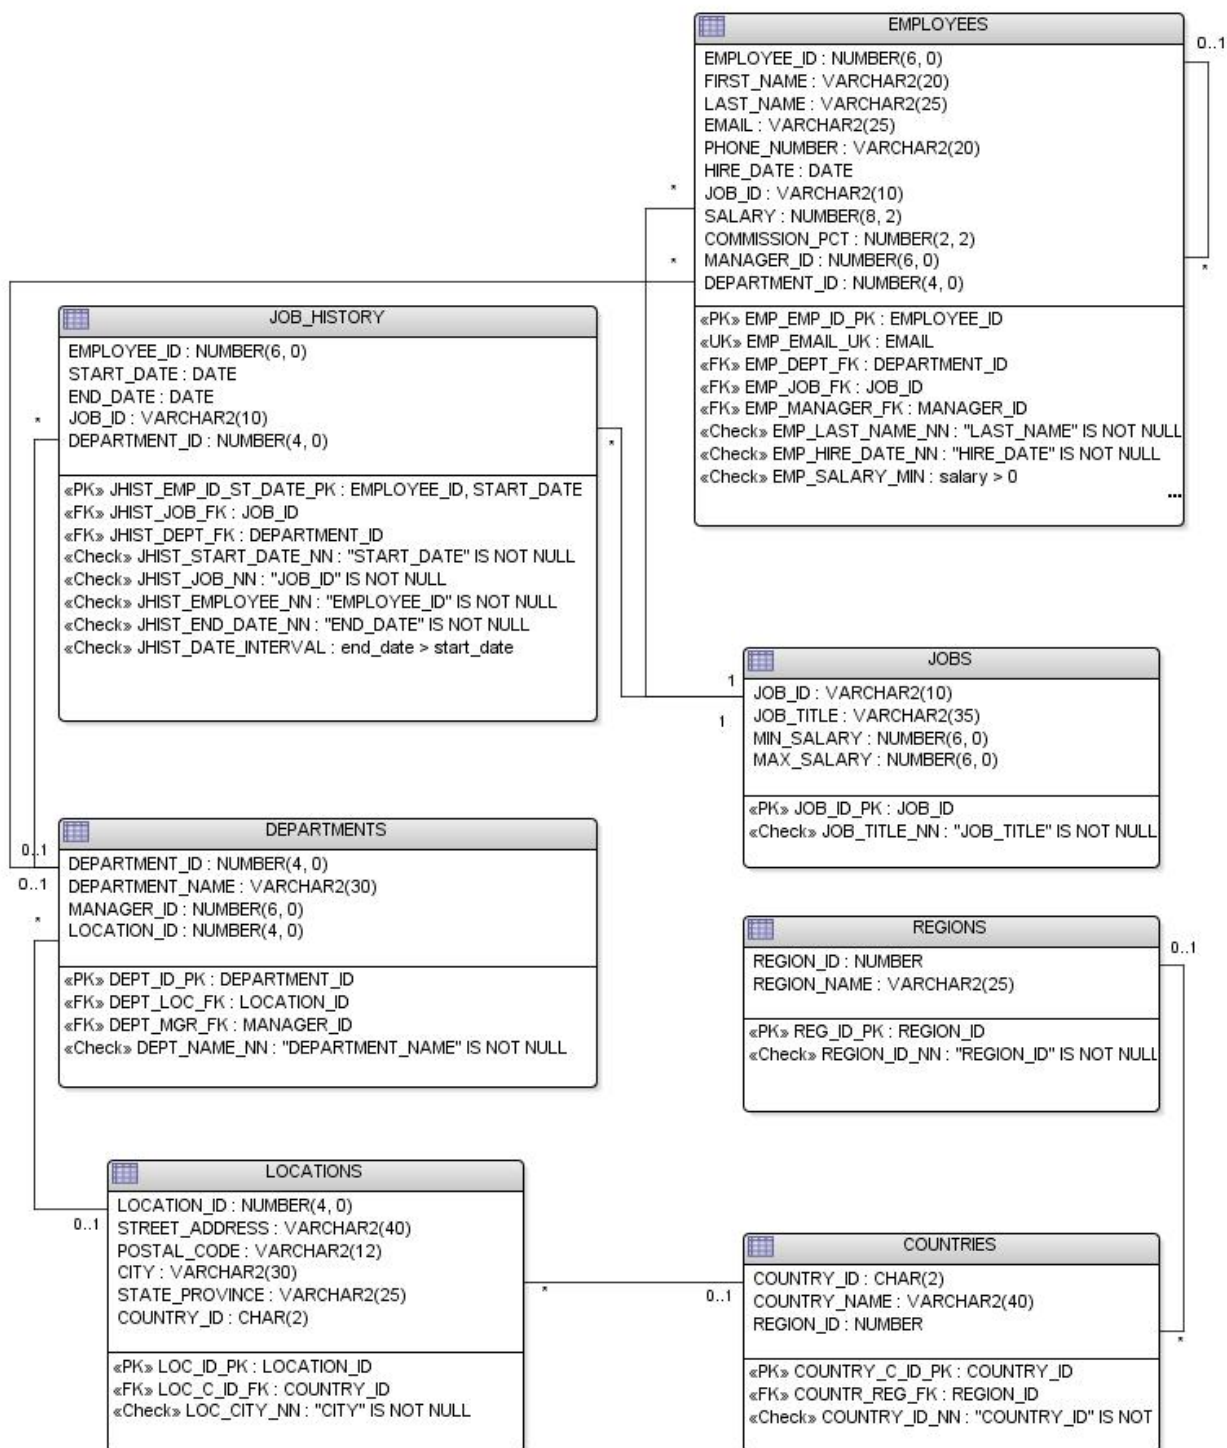 EMPLOYEES
0..1
EMPLOYEE_ID : NUMBER(6, 0)
FIRST_NAME : VARCHAR2(20)
LAST_NAME : VARCHAR2(25)
EMAIL : VARCHAR2(25)
PHONE_NUMBER : VARCHAR2(20)
HIRE_DATE : DATE
*
JOB_ID : VARCHAR2(10)
SALARY : NUMBER(8, 2)
COMMISSION_PCT : NUMBER(2, 2)
*
MANAGER_ID : NUMBER(6, 0)
*
DEPARTMENT_ID : NUMBER(4, 0)
«PK» EMP_EMP_ID_PK : EMPLOYEE_ID
«UK» EMP_EMAIL_UK : EMAIL
«FK» EMP_DEPT_FK : DEPARTMENT_ID
«FK» EMP_JOB_FK : JOB_ID
«FK» EMP_MANAGER_FK : MANAGER_ID
«Check» EMP_LAST_NAME_NN : "LAST_NAME" IS NOT NULL
«Check» EMP_HIRE_DATE_NN : "HIRE_DATE" IS NOT NULL
«Check» EMP_SALARY_MIN : salary > 0
...
JOB_HISTORY
EMPLOYEE_ID : NUMBER(6, 0)
START_DATE : DATE
END_DATE : DATE
*
JOB_ID : VARCHAR2(10)
DEPARTMENT_ID : NUMBER(4, 0)
*
«PK» JHIST_EMP_ID_ST_DATE_PK : EMPLOYEE_ID, START_DATE
«FK» JHIST_JOB_FK : JOB_ID
«FK» JHIST_DEPT_FK : DEPARTMENT_ID
«Check» JHIST_START_DATE_NN : "START_DATE" IS NOT NULL
«Check» JHIST_JOB_NN : "JOB_ID" IS NOT NULL
«Check» JHIST_EMPLOYEE_NN : "EMPLOYEE_ID" IS NOT NULL
«Check» JHIST_END_DATE_NN : "END_DATE" IS NOT NULL
«Check» JHIST_DATE_INTERVAL : end_date > start_date
JOBS
1
JOB_ID : VARCHAR2(10)
1
JOB_TITLE : VARCHAR2(35)
MIN_SALARY : NUMBER(6, 0)
MAX_SALARY : NUMBER(6, 0)
«PK» JOB_ID_PK : JOB_ID
«Check» JOB_TITLE_NN : "JOB_TITLE" IS NOT NULL
DEPARTMENTS
0..1
DEPARTMENT_ID : NUMBER(4, 0)
0..1
DEPARTMENT_NAME : VARCHAR2(30)
MANAGER_ID : NUMBER(6, 0)
*
LOCATION_ID : NUMBER(4, 0)
«PK» DEPT_ID_PK : DEPARTMENT_ID
«FK» DEPT_LOC_FK : LOCATION_ID
«FK» DEPT_MGR_FK : MANAGER_ID
«Check» DEPT_NAME_NN : "DEPARTMENT_NAME" IS NOT NULL
REGIONS
0..1
REGION_ID : NUMBER
REGION_NAME : VARCHAR2(25)
«PK» REG_ID_PK : REGION_ID
«Check» REGION_ID_NN : "REGION_ID" IS NOT NULL
LOCATIONS
LOCATION_ID : NUMBER(4, 0)
0..1
STREET_ADDRESS : VARCHAR2(40)
POSTAL_CODE : VARCHAR2(12)
CITY : VARCHAR2(30)
STATE_PROVINCE : VARCHAR2(25)
COUNTRY_ID : CHAR(2)
*
0..1
«PK» LOC_ID_PK : LOCATION_ID
«FK» LOC_C_ID_FK : COUNTRY_ID
«Check» LOC_CITY_NN : "CITY" IS NOT NULL
COUNTRIES
COUNTRY_ID : CHAR(2)
COUNTRY_NAME : VARCHAR2(40)
REGION_ID : NUMBER
*
«PK» COUNTRY_C_ID_PK : COUNTRY_ID
«FK» COUNTR_REG_FK : REGION_ID
«Check» COUNTRY_ID_NN : "COUNTRY_ID" IS NOT